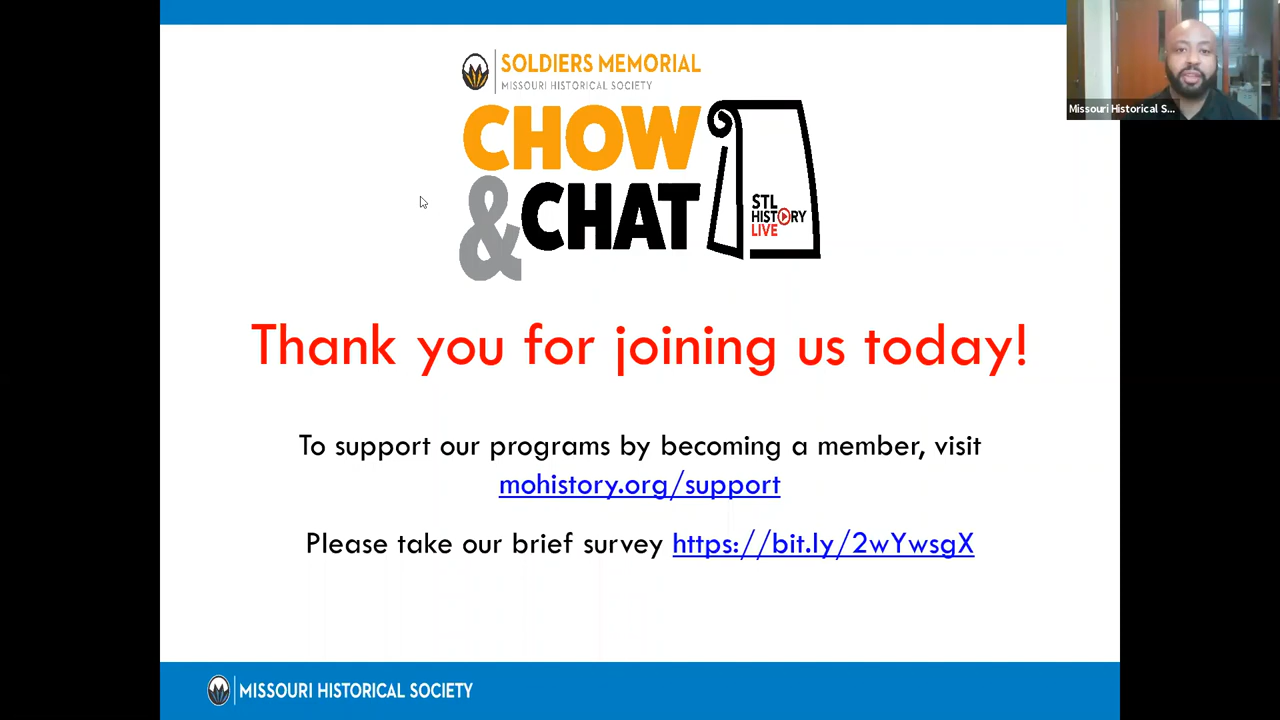 SOLDIERS MEMORIAL
MISSOURI HISTORICAL SOCIETY
CHOW
& CHAT
STL
HISTORY
LIVE
Missouri Historical S...
Thank you for joining us today!
To support our programs by becoming a member, visit
mohistory.org/support
Please take our brief survey https://bit.ly/2wYwsgX
MISSOURI HISTORICAL SOCIETY